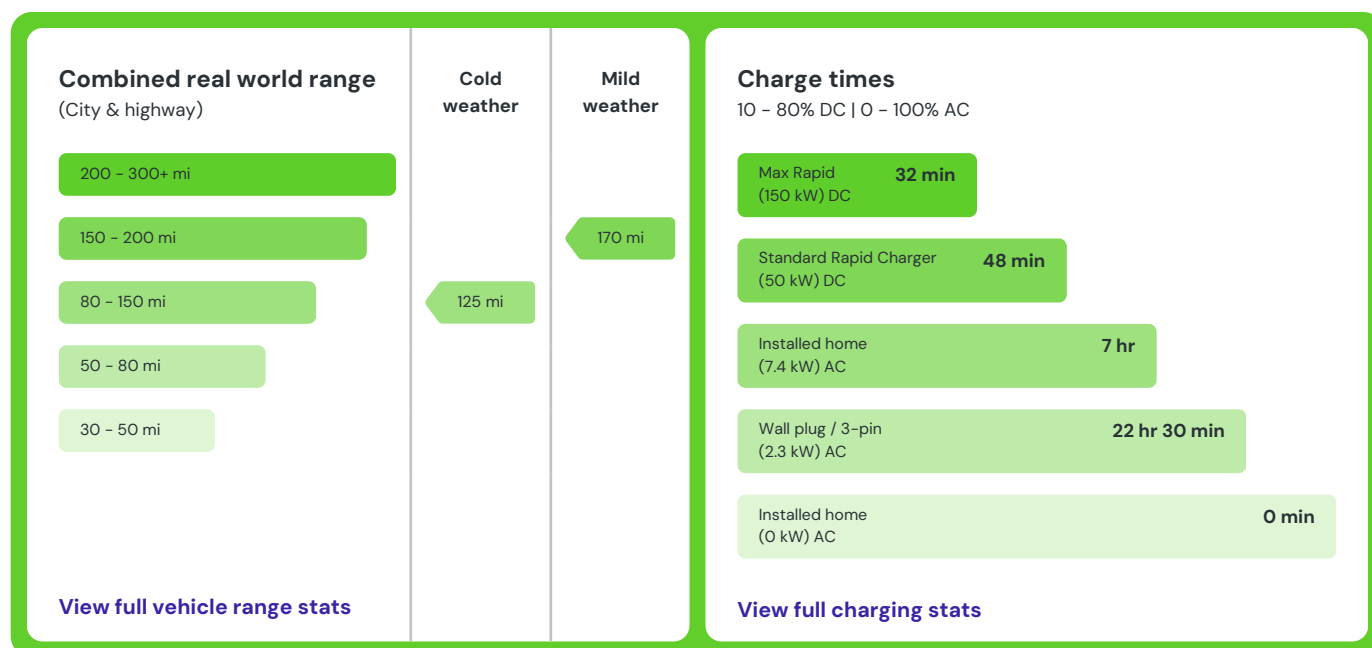 Combined real world range
(City & highway)
Cold
weather
Mild
weather
200 - 300+ mi
150 - 200 mi
170 mi
80 - 150 mi
125 mi
50 - 80 mi
30 - 50 mi
View full vehicle range stats
Charge times
10 - 80% DC | 0 - 100% AC
Max Rapid
(150 kW) DC
32 min
Standard Rapid Charger
(50 kW) DC
48 min
Installed home
(7.4 kW) AC
7 hr
Wall plug / 3-pin
(2.3 kW) AC
22 hr 30 min
Installed home
(0 kW) AC
0 min
View full charging stats